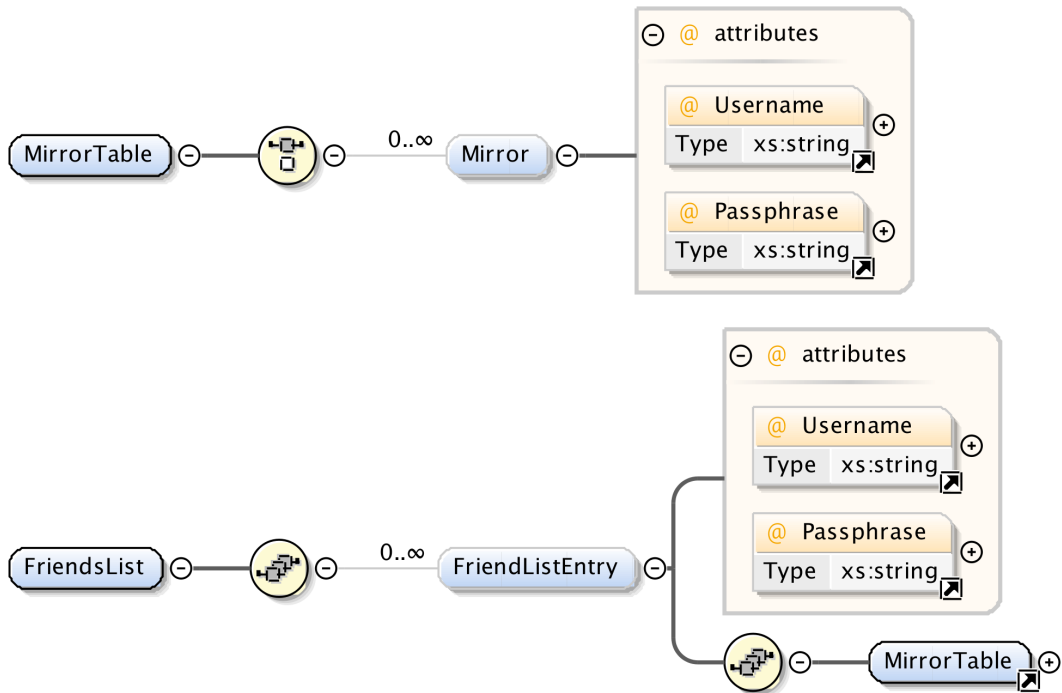 @ attributes
@ Username
Type xs:string
MirrorTable
0..∞
Mirror
@ Passphrase
Type xs:string
@ attributes
@ Username
Type xs:string
FriendsList
0..∞
FriendListEntry
@ Passphrase
Type xs:string
MirrorTable